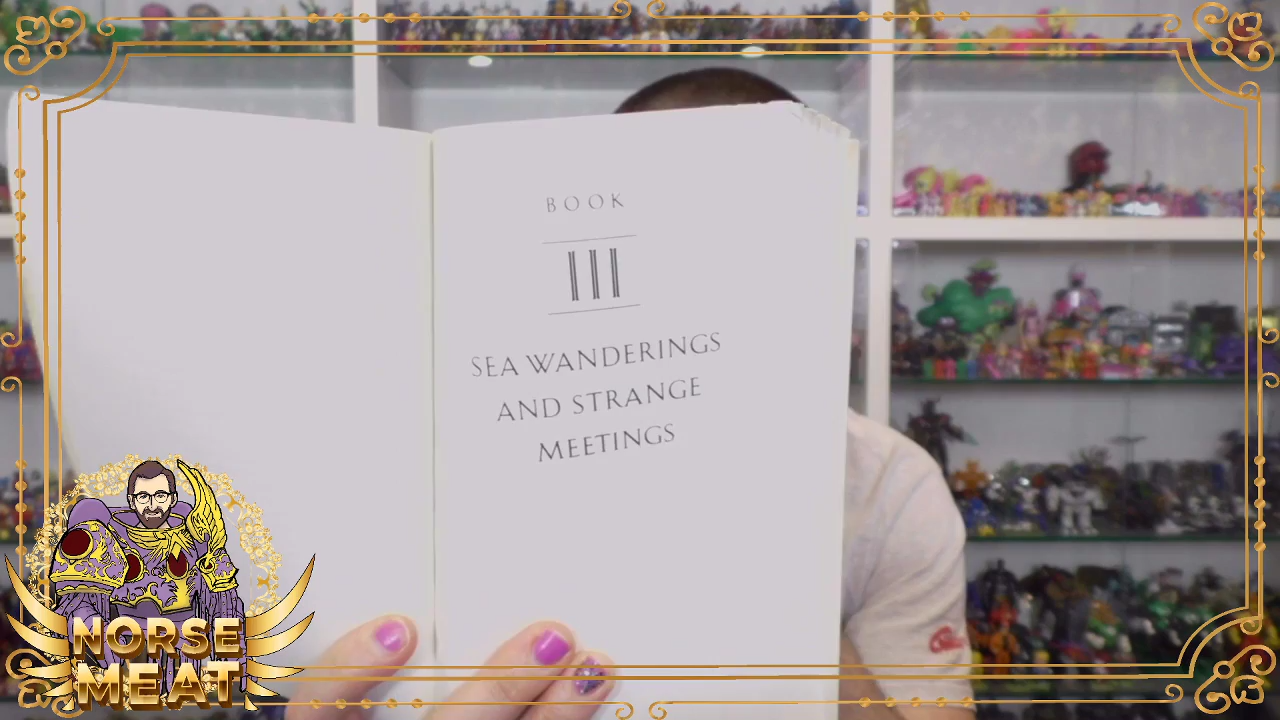 BOOK
III
SEA WANDERINGS
AND STRANGE
MEETINGS
NORSE
MEAT